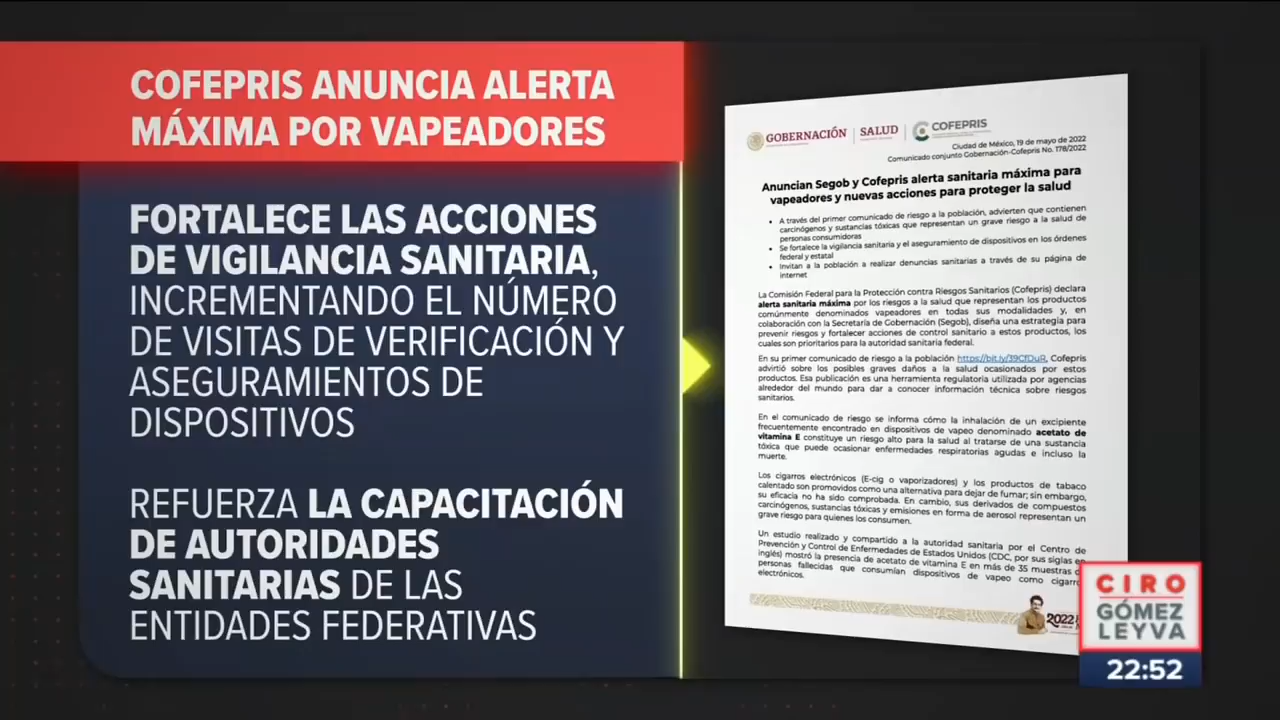 COFEPRIS ANUNCIA ALERTA
MÁXIMA POR VAPEADORES
FORTALECE LAS ACCIONES
DE VIGILANCIA SANITARIA,
INCREMENTANDO EL NÚMERO
DE VISITAS DE VERIFICACIÓN Y
ASEGURAMIENTOS DE
DISPOSITIVOS
REFUERZA LA CAPACITACIÓN
DE AUTORIDADES
SANITARIAS DE LAS
ENTIDADES FEDERATIVAS
GOBERNACIÓN SALUD COFEPRIS
Ciudad de México, 19 de mayo de 2022
Comunicado conjunto Gobernación-Cofepris No. 178/2022
Anuncian Segob y Cofepris alerta sanitaria máxima para
vapeadores y nuevas acciones para proteger la salud
• A través del primer comunicado de riesgo a la población, advierten que contienen
carcinógenos y sustancias tóxicas que representan un grave riesgo a la salud de
personas consumidoras
• Se fortalece la vigilancia sanitaria y el aseguramiento de dispositivos en los órdenes
federal y estatal
• Invitan a la población a realizar denuncias sanitarias a través de su página de
internet
La Comisión Federal para la Protección contra Riesgos Sanitarios (Cofepris) declara
alerta sanitaria máxima por los riesgos a la salud que representan los productos
comúnmente denominados vapeadores en todas sus modalidades y, en
colaboración con la Secretaría de Gobernación (Segob), diseña una estrategia para
prevenir riesgos y fortalecer acciones de control sanitario a estos productos, los
cuales son prioritarios para la autoridad sanitaria federal.
En su primer comunicado de riesgo a la población https://bit.ly/39CfDuR, Cofepris
advirtió sobre los posibles graves daños a la salud ocasionados por estos
productos. Esa publicación es una herramienta regulatoria utilizada por agencias
alrededor del mundo para dar a conocer información técnica sobre riesgos
sanitarios.
En el comunicado de riesgo se informa cómo la inhalación de un excipiente
frecuentemente encontrado en dispositivos de vapeo denominado acetato de
vitamina E constituye un riesgo alto para la salud al tratarse de una sustancia
tóxica que puede ocasionar enfermedades respiratorias agudas e incluso la
muerte.
Los cigarros electrónicos (E-cig o vaporizadores) y los productos de tabaco
calentado son promovidos como una alternativa para dejar de fumar; sin embargo,
su eficacia no ha sido comprobada. En cambio, sus derivados de compuestos
carcinógenos, sustancias tóxicas y emisiones en forma de aerosol representan un
grave riesgo para quienes los consumen.
Un estudio realizado y compartido a la autoridad sanitaria por el Centro de
Prevención y Control de Enfermedades de Estados Unidos (CDC, por sus siglas en
inglés) mostró la presencia de acetato de vitamina E en más de 35 muestras
personas fallecidas que consumían dispositivos de vapeo como
electrónicos.
2022
CIRO
GÓMEZ
LEYVA
22:52